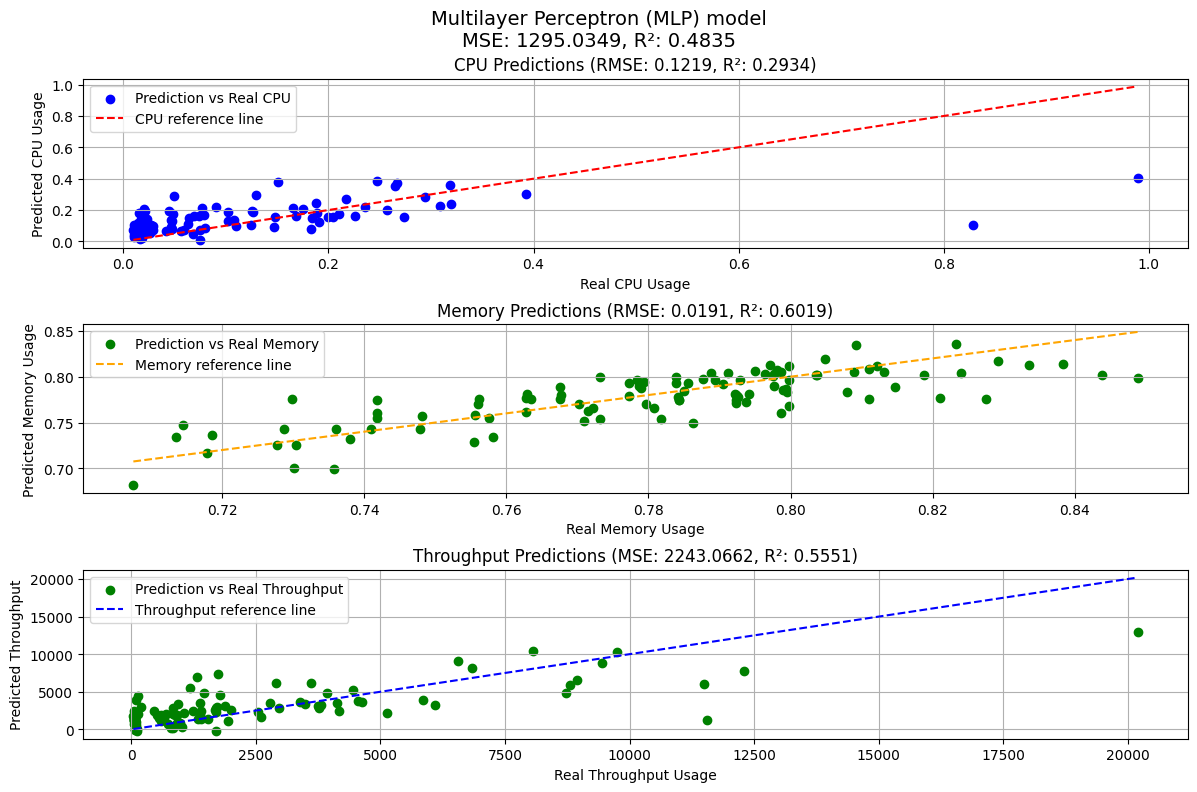 Multilayer Perceptron (MLP) model
MSE: 1295.0349, R²: 0.4835
CPU Predictions (RMSE: 0.1219, R²: 0.2934)
Predicted CPU Usage
1.0
0.8
0.6
0.4
0.2
0.0
Prediction vs Real CPU
CPU reference line
0.0 0.2 0.4 0.6 0.8 1.0
Real CPU Usage
Memory Predictions (RMSE: 0.0191, R²: 0.6019)
Predicted Memory Usage
0.85
0.80
0.75
0.70
Prediction vs Real Memory
Memory reference line
0.72 0.74 0.76 0.78 0.80 0.82 0.84
Real Memory Usage
Throughput Predictions (MSE: 2243.0662, R²: 0.5551)
Predicted Throughput
20000
15000
10000
5000
0
Prediction vs Real Throughput
Throughput reference line
0 2500 5000 7500 10000 12500 15000 17500 20000
Real Throughput Usage